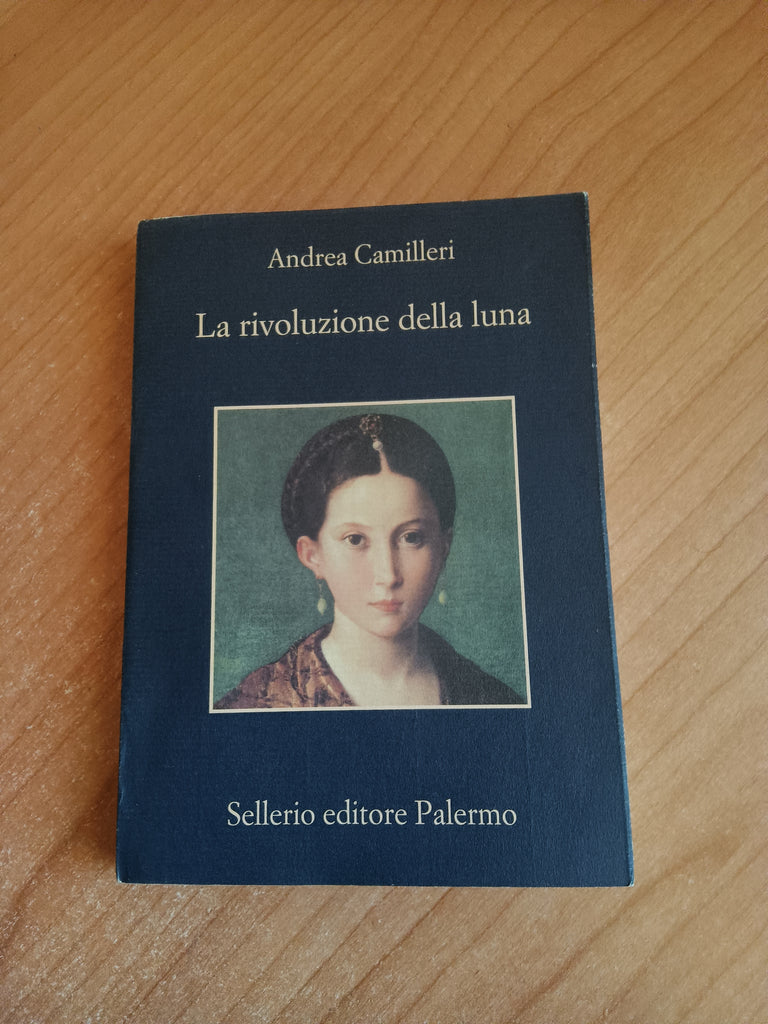 Andrea Camilleri
La rivoluzione della luna
Sellerio editore Palermo